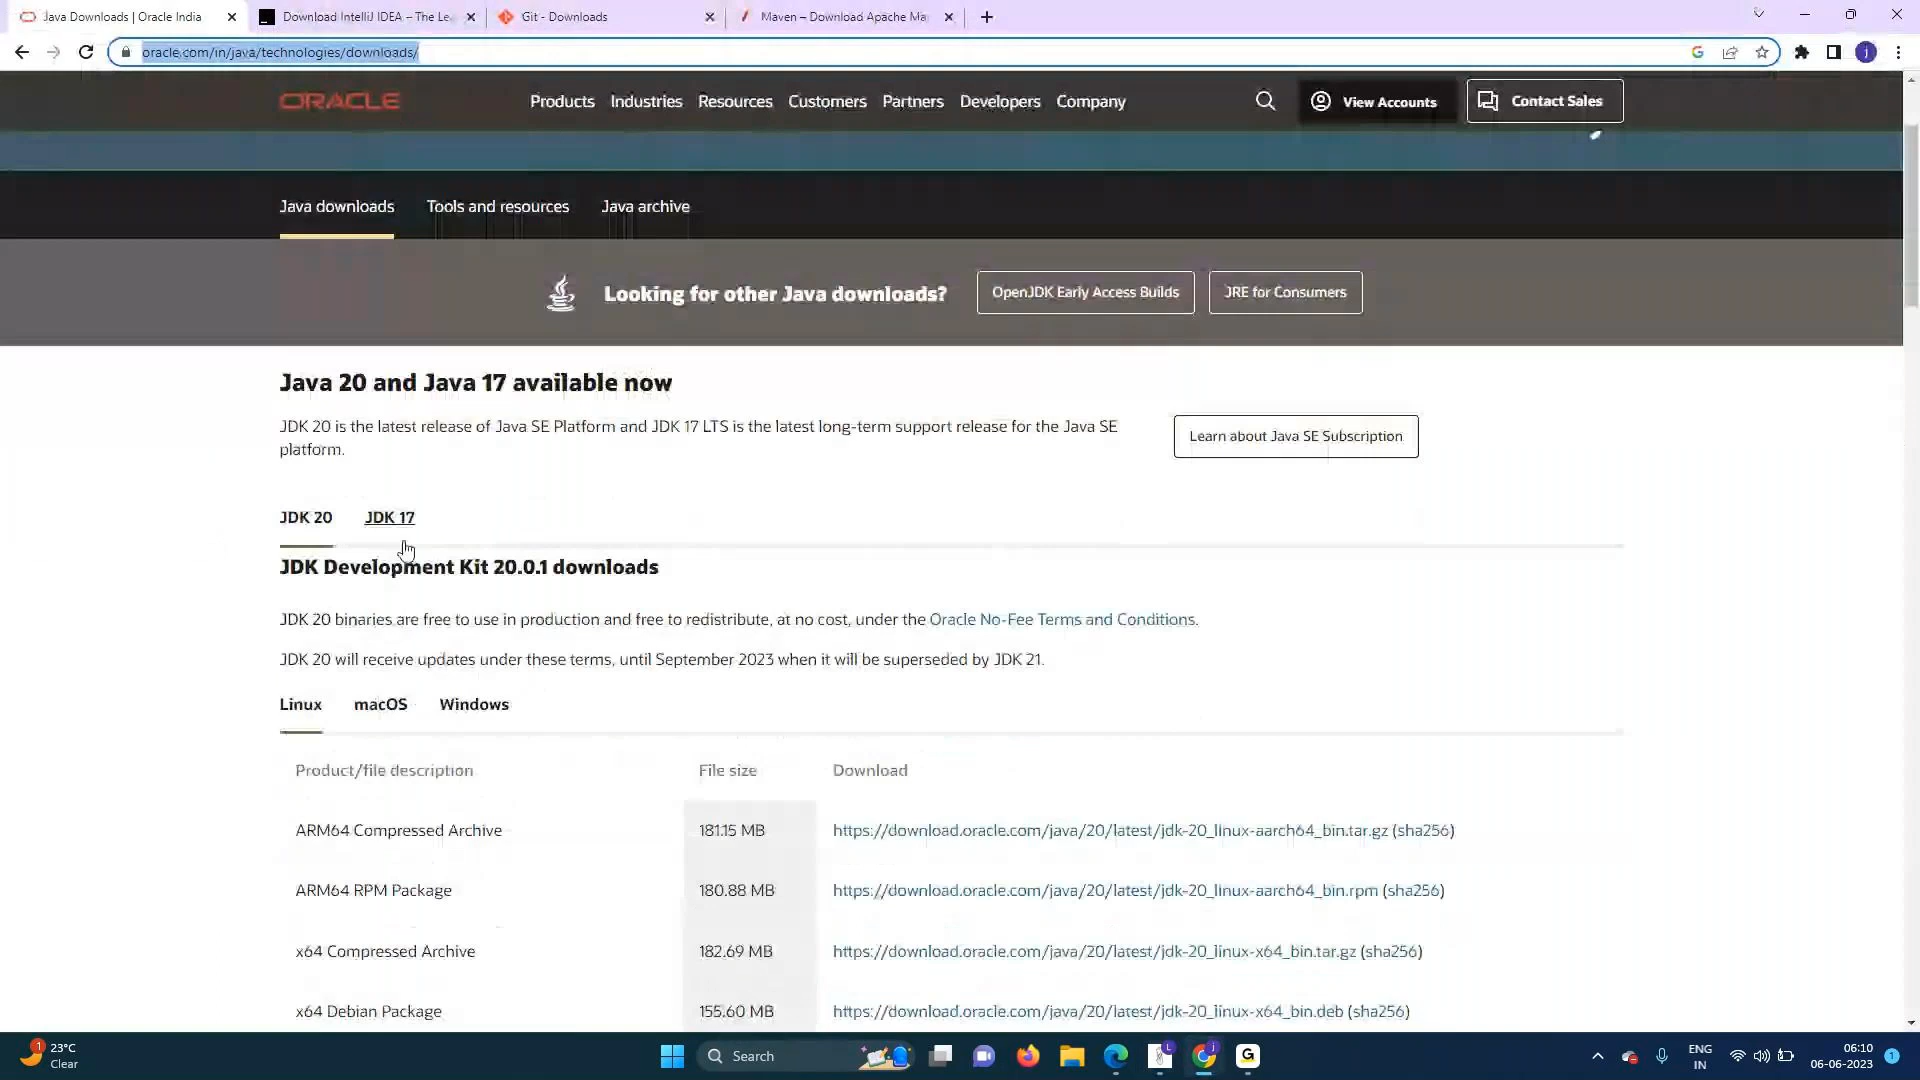 Java Downloads | Oracle India
Download IntelliJ IDEA – The Le
Git - Downloads
Maven – Download Apache Ma
oracle.com/in/java/technologies/downloads/
G
j
ORACLE
Products
Industries
Resources
Customers
Partners
Developers
Company
View Accounts
Contact Sales
Java downloads
Tools and resources
Java archive
Looking for other Java downloads?
OpenJDK Early Access Builds
JRE for Consumers
Java 20 and Java 17 available now
JDK 20 is the latest release of Java SE Platform and JDK 17 LTS is the latest long-term support release for the Java SE
platform.
Learn about Java SE Subscription
JDK 20
JDK 17
JDK Development Kit 20.0.1 downloads
JDK 20 binaries are free to use in production and free to redistribute, at no cost, under the Oracle No-Fee Terms and Conditions.
JDK 20 will receive updates under these terms, until September 2023 when it will be superseded by JDK 21.
Linux
macOS
Windows
Product/file description
File size
Download
ARM64 Compressed Archive
181.15 MB
https://download.oracle.com/java/20/latest/jdk-20_linux-aarch64_bin.tar.gz (sha256)
ARM64 RPM Package
180.88 MB
https://download.oracle.com/java/20/latest/jdk-20_linux-aarch64_bin.rpm (sha256)
x64 Compressed Archive
182.69 MB
https://download.oracle.com/java/20/latest/jdk-20_linux-x64_bin.tar.gz (sha256)
x64 Debian Package
155.60 MB
https://download.oracle.com/java/20/latest/jdk-20_linux-x64_bin.deb (sha256)
1
23°C
Clear
Search
L
j
G
ENG
IN
06:10
06-06-2023
1